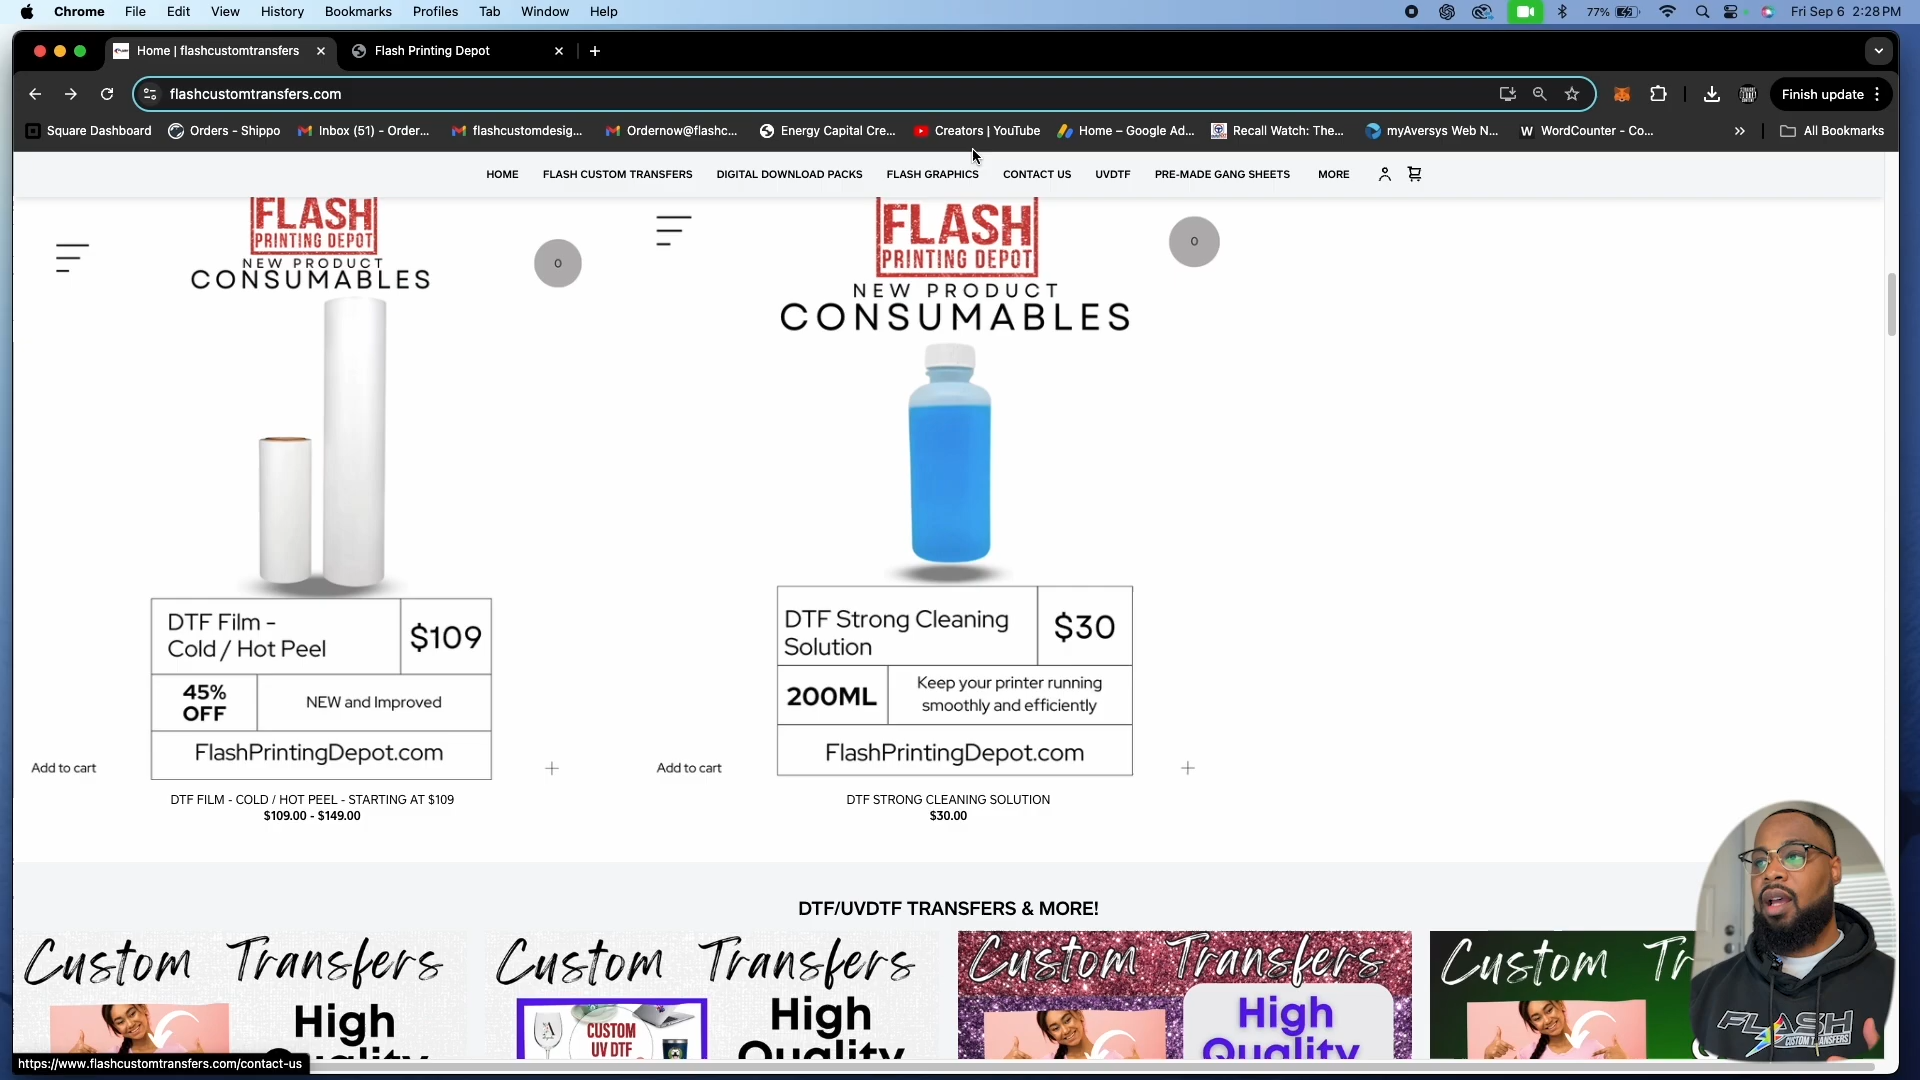 Chrome File Edit View History Bookmarks Profiles Tab Window Help 77% Fri Sep 6 2:28 PM
Home | flashcustomtransfers Flash Printing Depot
flashcustomtransfers.com Finish update
Square Dashboard Orders - Shippo Inbox (51) - Order... flashcustomdesig... Ordernow@flashc... Energy Capital Cre... Creators | YouTube Home – Google Ad... Recall Watch: The... myAversys Web N... WordCounter - Co... All Bookmarks
HOME FLASH CUSTOM TRANSFERS DIGITAL DOWNLOAD PACKS FLASH GRAPHICS CONTACT US UVDTF PRE-MADE GANG SHEETS MORE
FLASH
PRINTING DEPOT
NEW PRODUCT
CONSUMABLES
0
DTF Film -
Cold / Hot Peel
$109
45%
OFF
NEW and Improved
FlashPrintingDepot.com
Add to cart
DTF FILM - COLD / HOT PEEL - STARTING AT $109
$109.00 - $149.00
FLASH
PRINTING DEPOT
NEW PRODUCT
CONSUMABLES
0
DTF Strong Cleaning
Solution
$30
200ML
Keep your printer running
smoothly and efficiently
FlashPrintingDepot.com
Add to cart
DTF STRONG CLEANING SOLUTION
$30.00
DTF/UVDTF TRANSFERS & MORE!
Custom Transfers
High
Quality
Custom Transfers
High
Quality
CUSTOM
UV DTF
Custom Transfers
High
Quality
Custom Tr
FLASH
CUSTOM TRANSFERS
https://www.flashcustomtransfers.com/contact-us